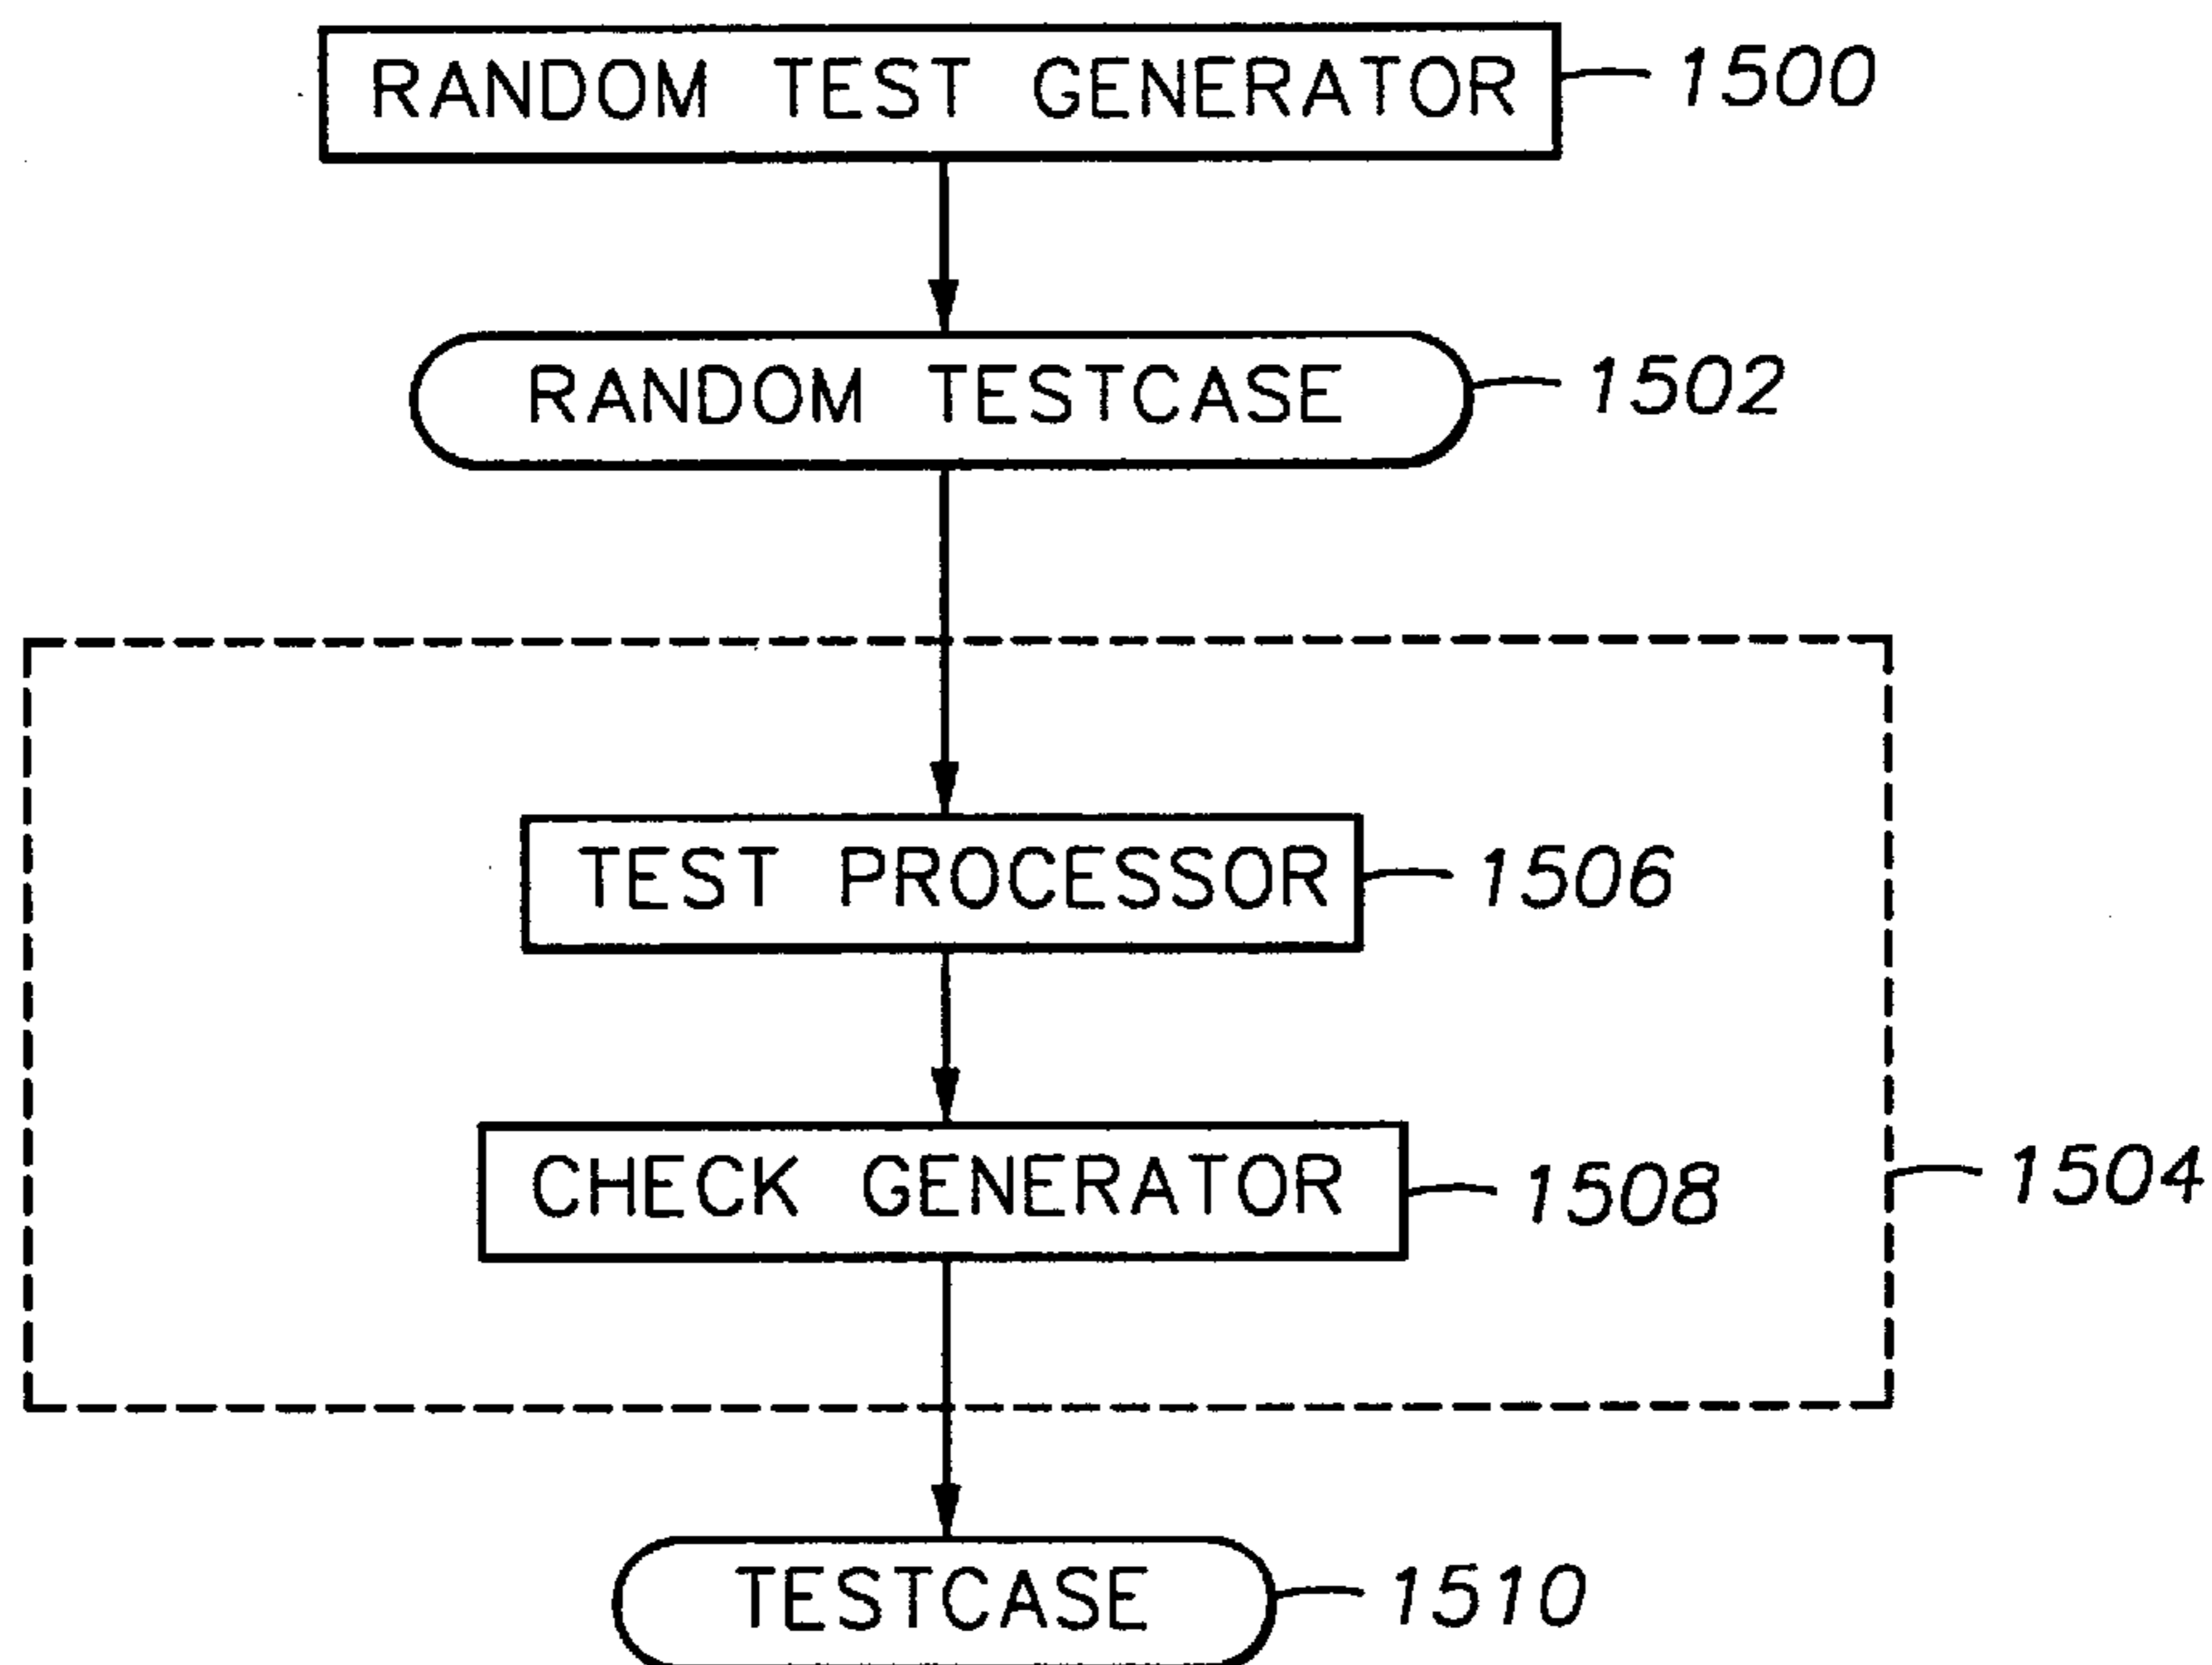 RANDOM TEST GENERATOR 1500
RANDOM TESTCASE 1502
TEST PROCESSOR 1506
CHECK GENERATOR 1508
1504
TESTCASE 1510